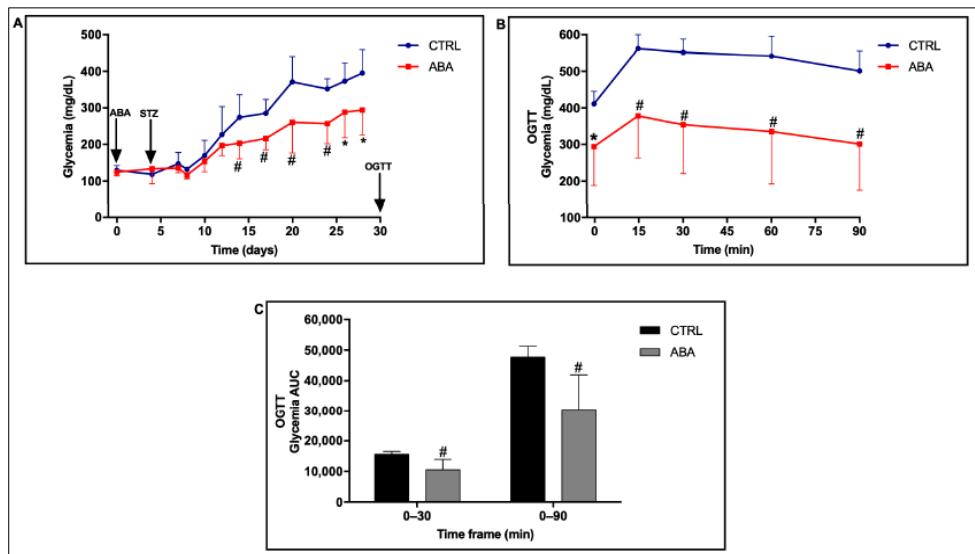 A
500
400
300
200
100
0
Glycemia (mg/dL)
ABA
STZ
CTRL
ABA
#
#
#
#
*
*
OGTT
0
5
10
15
20
25
30
Time (days)
B
600
500
400
300
200
100
OGTT
Glycemia (mg/dL)
CTRL
ABA
*
#
#
#
#
0
15
30
45
60
75
90
Time (min)
C
60,000
50,000
40,000
30,000
20,000
10,000
0
OGTT
Glycemia AUC
CTRL
ABA
#
#
0–30
0–90
Time frame (min)